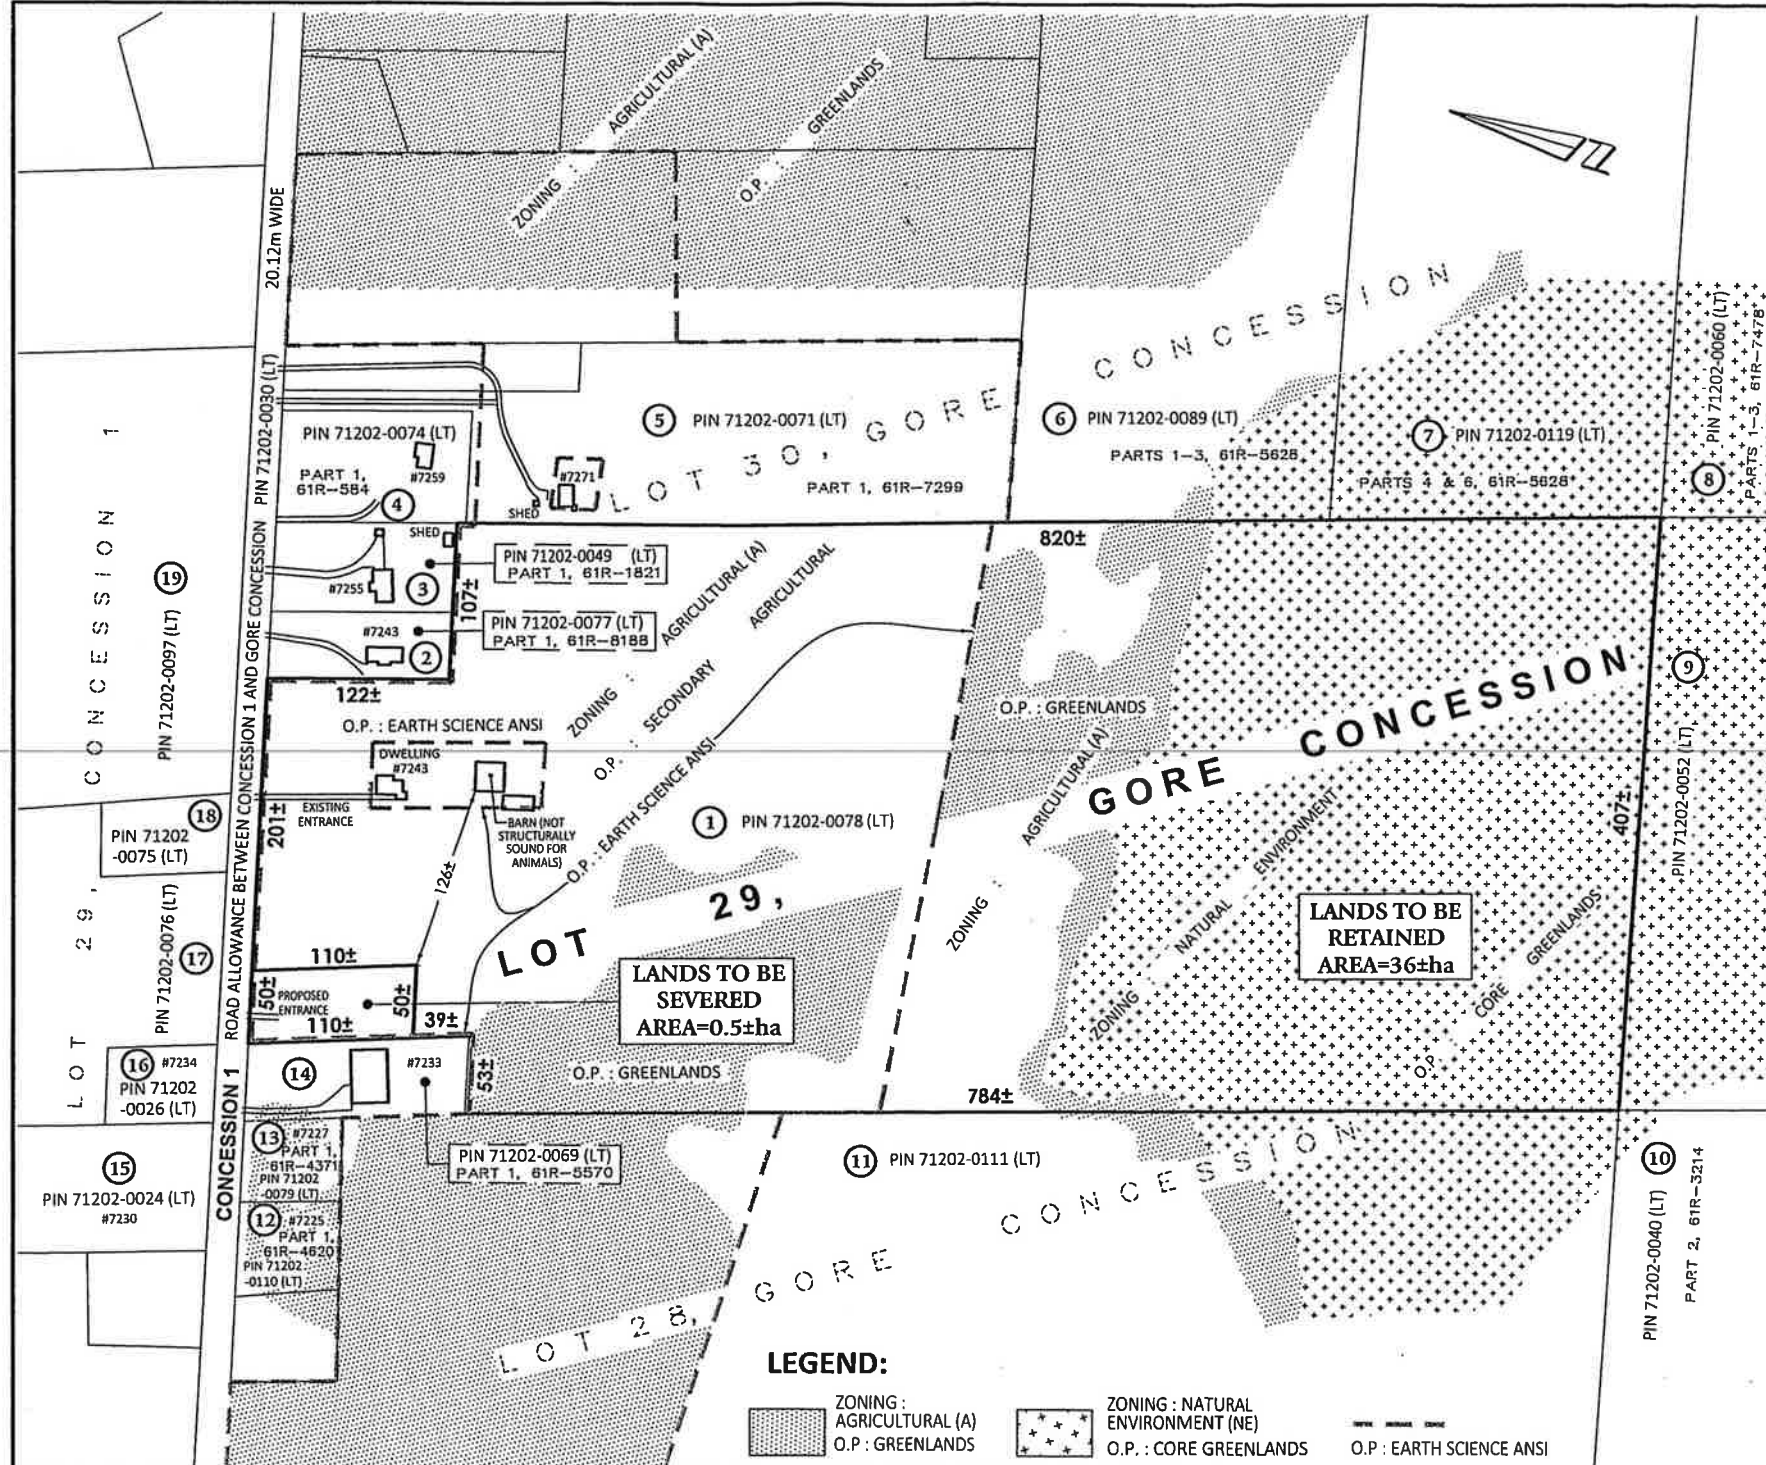 ZONING : AGRICULTURAL (A)
O.P. : GREENLANDS
20.12m WIDE
PIN 71202-0030 (LT)
ROAD ALLOWANCE BETWEEN CONCESSION 1 AND GORE CONCESSION
CONCESSION 1
LOT 29, CONCESSION 1
LOT 30, GORE CONCESSION
PIN 71202-0074 (LT)
PART 1,
61R-584
#7259
4
5 PIN 71202-0071 (LT)
PART 1, 61R-7299
#7271
SHED
6 PIN 71202-0089 (LT)
PARTS 1-3, 61R-5628
7 PIN 71202-0119 (LT)
PARTS 4 & 6, 61R-5628
8
PIN 71202-0060 (LT)
PARTS 1-3, 61R-7478
SHED
#7255
3
PIN 71202-0049 (LT)
PART 1, 61R-1821
107±
#7243
2
PIN 71202-0077 (LT)
PART 1, 61R-8188
122±
820±
19
PIN 71202-0097 (LT)
ZONING : AGRICULTURAL (A)
O.P. : SECONDARY AGRICULTURAL
O.P. : EARTH SCIENCE ANSI
O.P. : EARTH SCIENCE ANSI
DWELLING
#7243
EXISTING
ENTRANCE
201±
BARN (NOT
STRUCTURALLY
SOUND FOR
ANIMALS)
126±
1 PIN 71202-0078 (LT)
O.P. : GREENLANDS
ZONING : AGRICULTURAL (A)
LOT 29, GORE CONCESSION
9
PIN 71202-0052 (LT)
407±
ZONING : NATURAL ENVIRONMENT
O.P. : CORE GREENLANDS
LANDS TO BE
RETAINED
AREA=36±ha
18
PIN 71202
-0075 (LT)
17
PIN 71202-0076 (LT)
110±
50±
PROPOSED
ENTRANCE
50±
110±
39±
LANDS TO BE
SEVERED
AREA=0.5±ha
16 #7234
PIN 71202
-0026 (LT)
14
#7233
53±
O.P. : GREENLANDS
784±
15
PIN 71202-0024 (LT)
#7230
13 #7227
PART 1,
61R-4371
PIN 71202
-0079 (LT)
12 #7225
PART 1,
61R-4620
PIN 71202
-0110 (LT)
PIN 71202-0069 (LT)
PART 1, 61R-5570
11 PIN 71202-0111 (LT)
10
PIN 71202-0040 (LT)
PART 2, 61R-3214
LOT 28, GORE CONCESSION
LEGEND:
ZONING :
AGRICULTURAL (A)
O.P : GREENLANDS
ZONING : NATURAL
ENVIRONMENT (NE)
O.P. : CORE GREENLANDS
O.P : EARTH SCIENCE ANSI